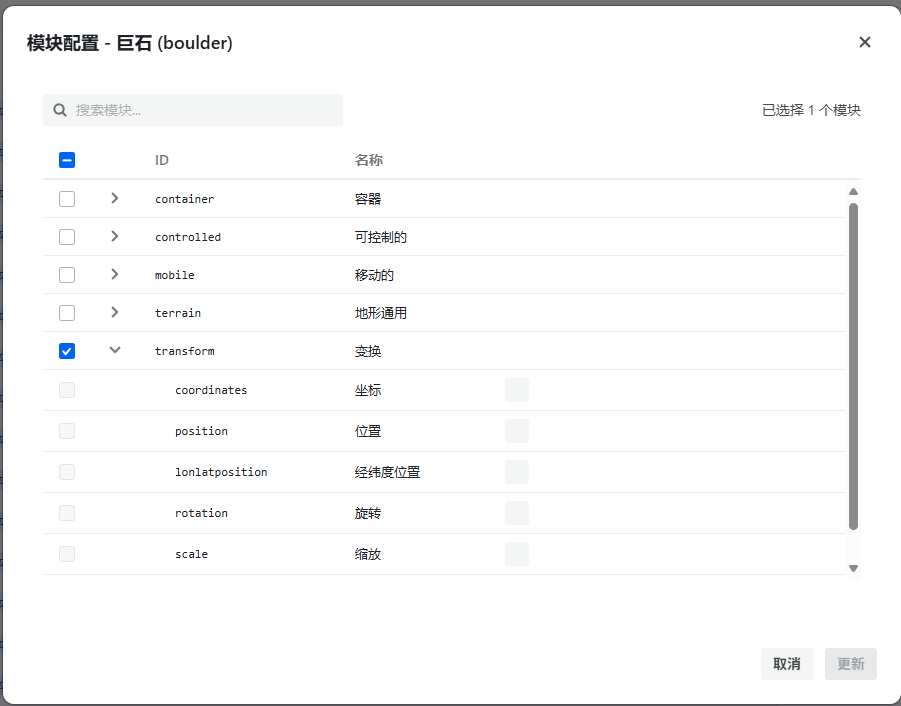 模块配置 - 巨石 (boulder)
搜索模块...
已选择 1 个模块
ID 名称
container 容器
controlled 可控制的
mobile 移动的
terrain 地形通用
transform 变换
coordinates 坐标
position 位置
lonlatposition 经纬度位置
rotation 旋转
scale 缩放
取消 更新